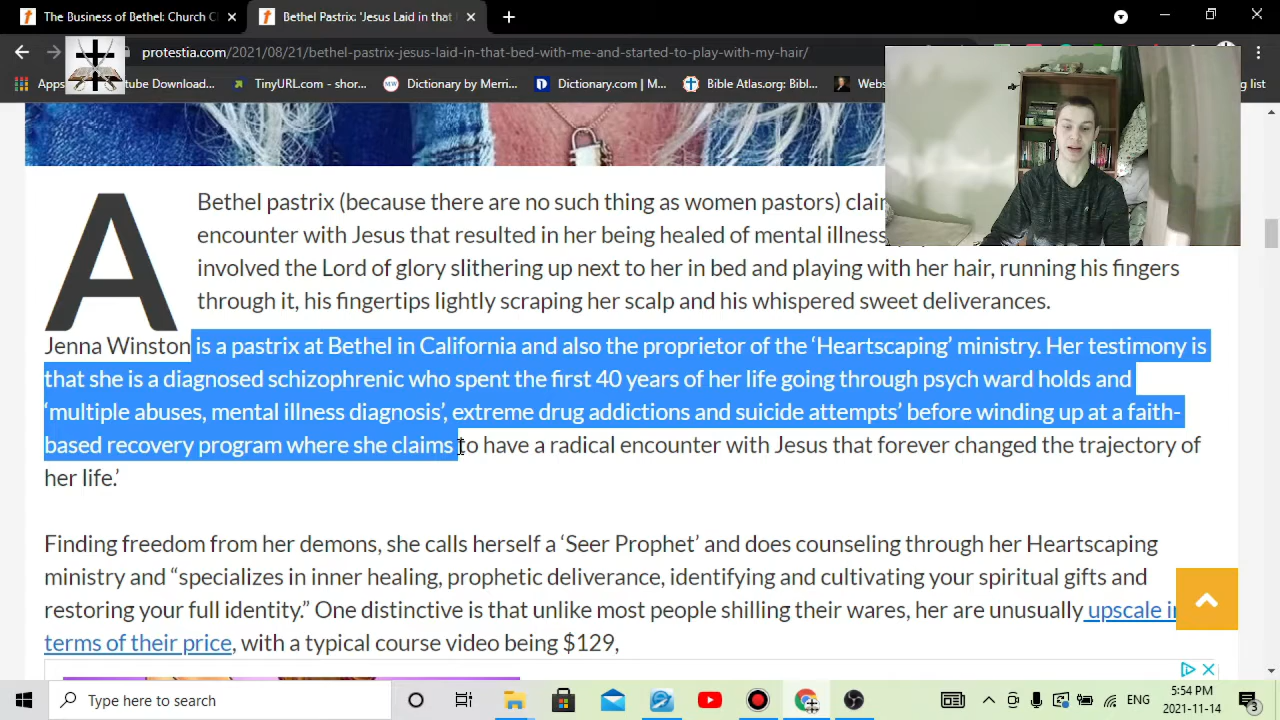 The Business of Bethel: Church C
Bethel Pastrix: 'Jesus Laid in that
protestia.com/2021/08/21/bethel-pastrix-jesus-laid-in-that-bed-with-me-and-started-to-play-with-my-hair/
Apps
tube Download...
TinyURL.com - shor...
Dictionary by Merri...
Dictionary.com | M...
Bible Atlas.org: Bibl...
Webs
ng list
A
Bethel pastrix (because there are no such thing as women pastors) clai
encounter with Jesus that resulted in her being healed of mental illness
involved the Lord of glory slithering up next to her in bed and playing with her hair, running his fingers
through it, his fingertips lightly scraping her scalp and his whispered sweet deliverances.
Jenna Winston is a pastrix at Bethel in California and also the proprietor of the ‘Heartscaping’ ministry. Her testimony is
that she is a diagnosed schizophrenic who spent the first 40 years of her life going through psych ward holds and
‘multiple abuses, mental illness diagnosis’, extreme drug addictions and suicide attempts’ before winding up at a faith-
based recovery program where she claims to have a radical encounter with Jesus that forever changed the trajectory of
her life.’
Finding freedom from her demons, she calls herself a ‘Seer Prophet’ and does counseling through her Heartscaping
ministry and “specializes in inner healing, prophetic deliverance, identifying and cultivating your spiritual gifts and
restoring your full identity.” One distinctive is that unlike most people shilling their wares, her are unusually upscale in
terms of their price, with a typical course video being $129,
Type here to search
ENG
5:54 PM
2021-11-14
3